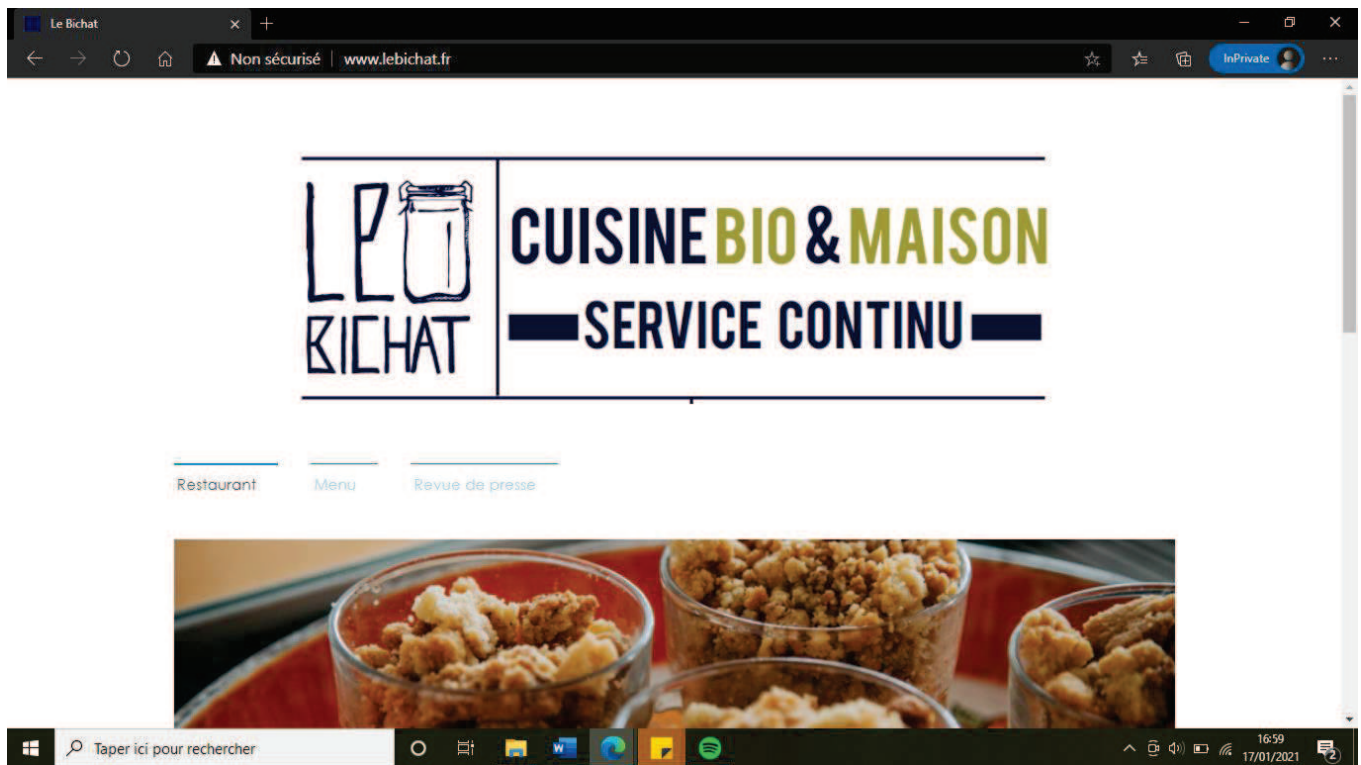 Le Bichat
Non sécurisé | www.lebichat.fr
InPrivate
LE
BICHAT
CUISINE BIO & MAISON
SERVICE CONTINU
Restaurant
Menu
Revue de presse
Taper ici pour rechercher
16:59
17/01/2021
2